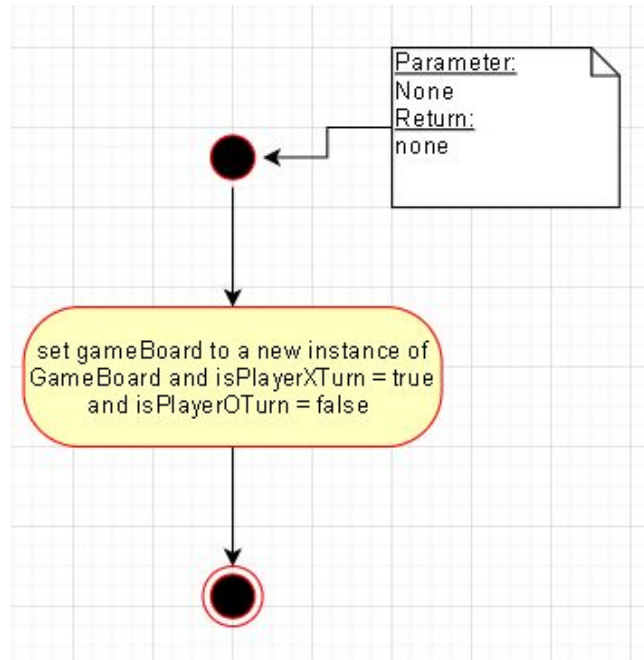 Parameter:
None
Return:
none
set gameBoard to a new instance of
GameBoard and isPlayerXTurn = true
and isPlayerOTurn = false